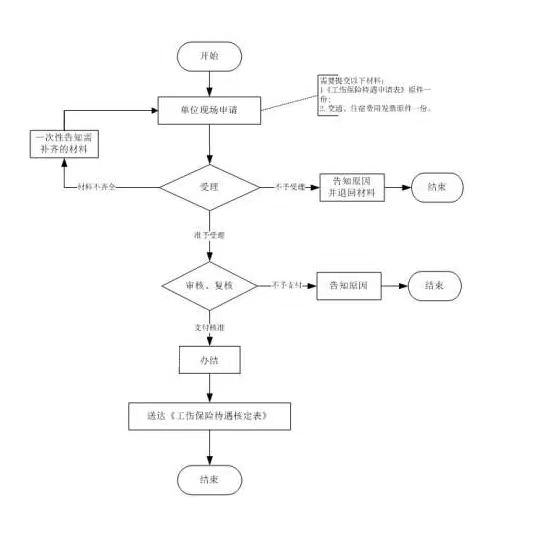 开始
需要提交以下材料:
1《工伤保险待遇申请表》原件一
份;
2.交通、住宿费用发票原件一份。
单位现场申请
一次性告知需
补齐的材料
材料不齐全
受理
不予受理
告知原因
并退回材料
结束
准予受理
审核、复核
不予支付
告知原因
结束
支付核准
办结
送达《工伤保险待遇核定表》
结束